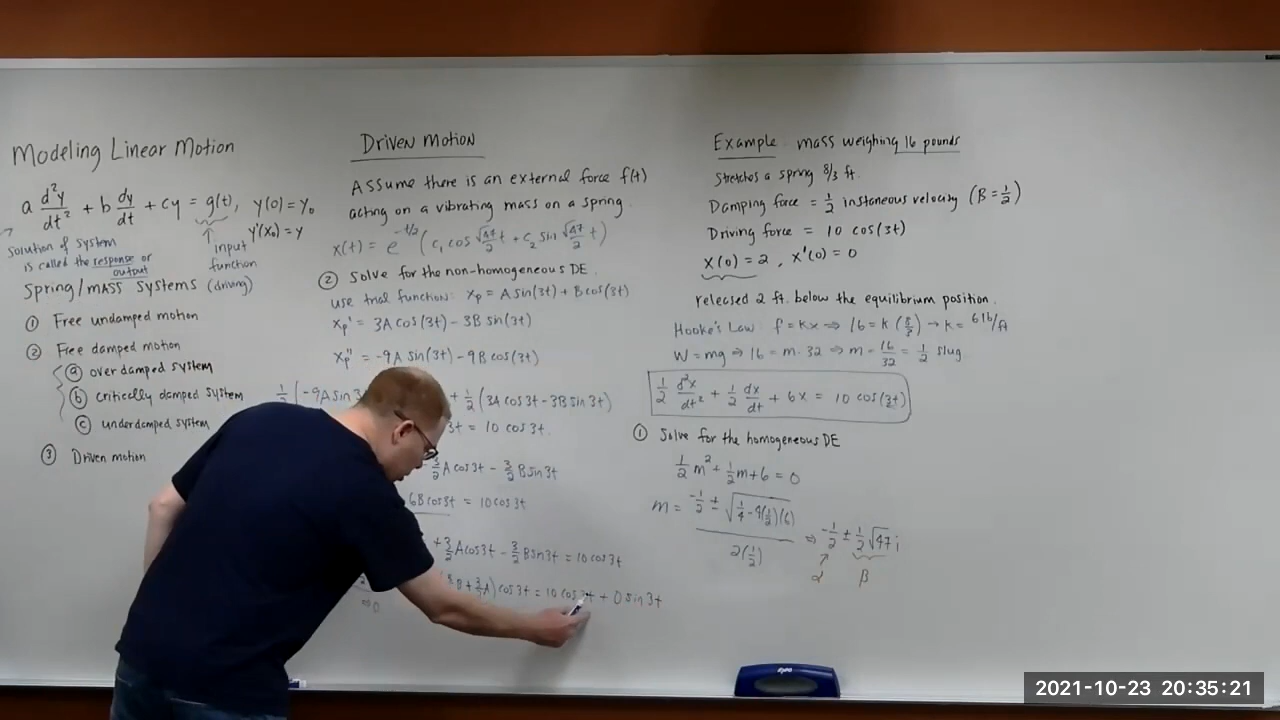 Modeling Linear Motion
a d²y/dt² + b dy/dt + cy = g(t), y(0) = y₀
y'(x₀) = y
solution of system
is called the response or
output
input
function
(driving)
Spring/mass systems
① Free undamped motion
② Free damped motion
ⓐ over damped system
ⓑ critically damped system
ⓒ underdamped system
③ Driven motion
Driven Motion
Assume there is an external force f(t)
acting on a vibrating mass on a spring.
x(t) = e^(-t/2) (c₁ cos √47/2 t + c₂ sin √47/2 t)
② Solve for the non-homogeneous DE.
use trial function: xp = A sin(3t) + B cos(3t)
xp' = 3A cos(3t) - 3B sin(3t)
xp'' = -9A sin(3t) - 9B cos(3t)
1/2 (-9A sin 3 + 1/2 (3A cos 3t - 3B sin 3t)
3t = 10 cos 3t.
3/2 A cos 3t - 3/2 B sin 3t
6B cos 3t = 10 cos 3t
+ 3/2 A cos 3t - 3/2 B sin 3t = 10 cos 3t
B + 3/2 A) cos 3t = 10 cos 3t + 0 sin 3t
⇒ 0
Example: mass weighing 16 pounds
stretches a spring 8/3 ft.
Damping force = 1/2 instaneous velocity (B = 1/2)
Driving force = 10 cos(3t)
x(0) = 2, x'(0) = 0
released 2 ft. below the equilibrium position.
Hooke's Law: f = kx ⇒ 16 = k (8/3) → k = 6 lb/ft
W = mg ⇒ 16 = m · 32 ⇒ m = 16/32 = 1/2 slug
1/2 d²x/dt² + 1/2 dx/dt + 6x = 10 cos(3t)
① Solve for the homogeneous DE
1/2 m² + 1/2 m + 6 = 0
m = (-1/2 ± √(1/4 - 4(1/2)(6))) / 2(1/2) ⇒ -1/2 ± 1/2 √47 i
α β
expo
2021-10-23 20:35:21